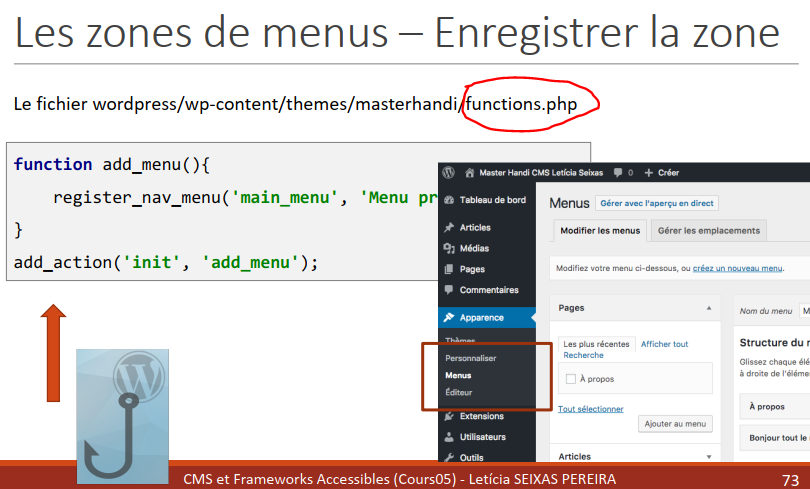 Les zones de menus – Enregistrer la zone
Le fichier wordpress/wp-content/themes/masterhandi/functions.php
function add_menu(){
register_nav_menu('main_menu', 'Menu pr
}
add_action('init', 'add_menu');
Master Handi CMS Letícia Seixas 0 + Créer
Tableau de bord
Articles
Médias
Pages
Commentaires
Apparence
Thèmes
Personnaliser
Menus
Éditeur
Extensions
Utilisateurs
Outils
Menus Gérer avec l'aperçu en direct
Modifier les menus Gérer les emplacements
Modifiez votre menu ci-dessous, ou créez un nouveau menu.
Pages
Les plus récentes Afficher tout
Recherche
À propos
Tout sélectionner
Ajouter au menu
Articles
Nom du menu M
Structure du
Glissez chaque
à droite de
À propos
Bonjour tout le
CMS et Frameworks Accessibles (Cours05) - Letícia SEIXAS PEREIRA
73